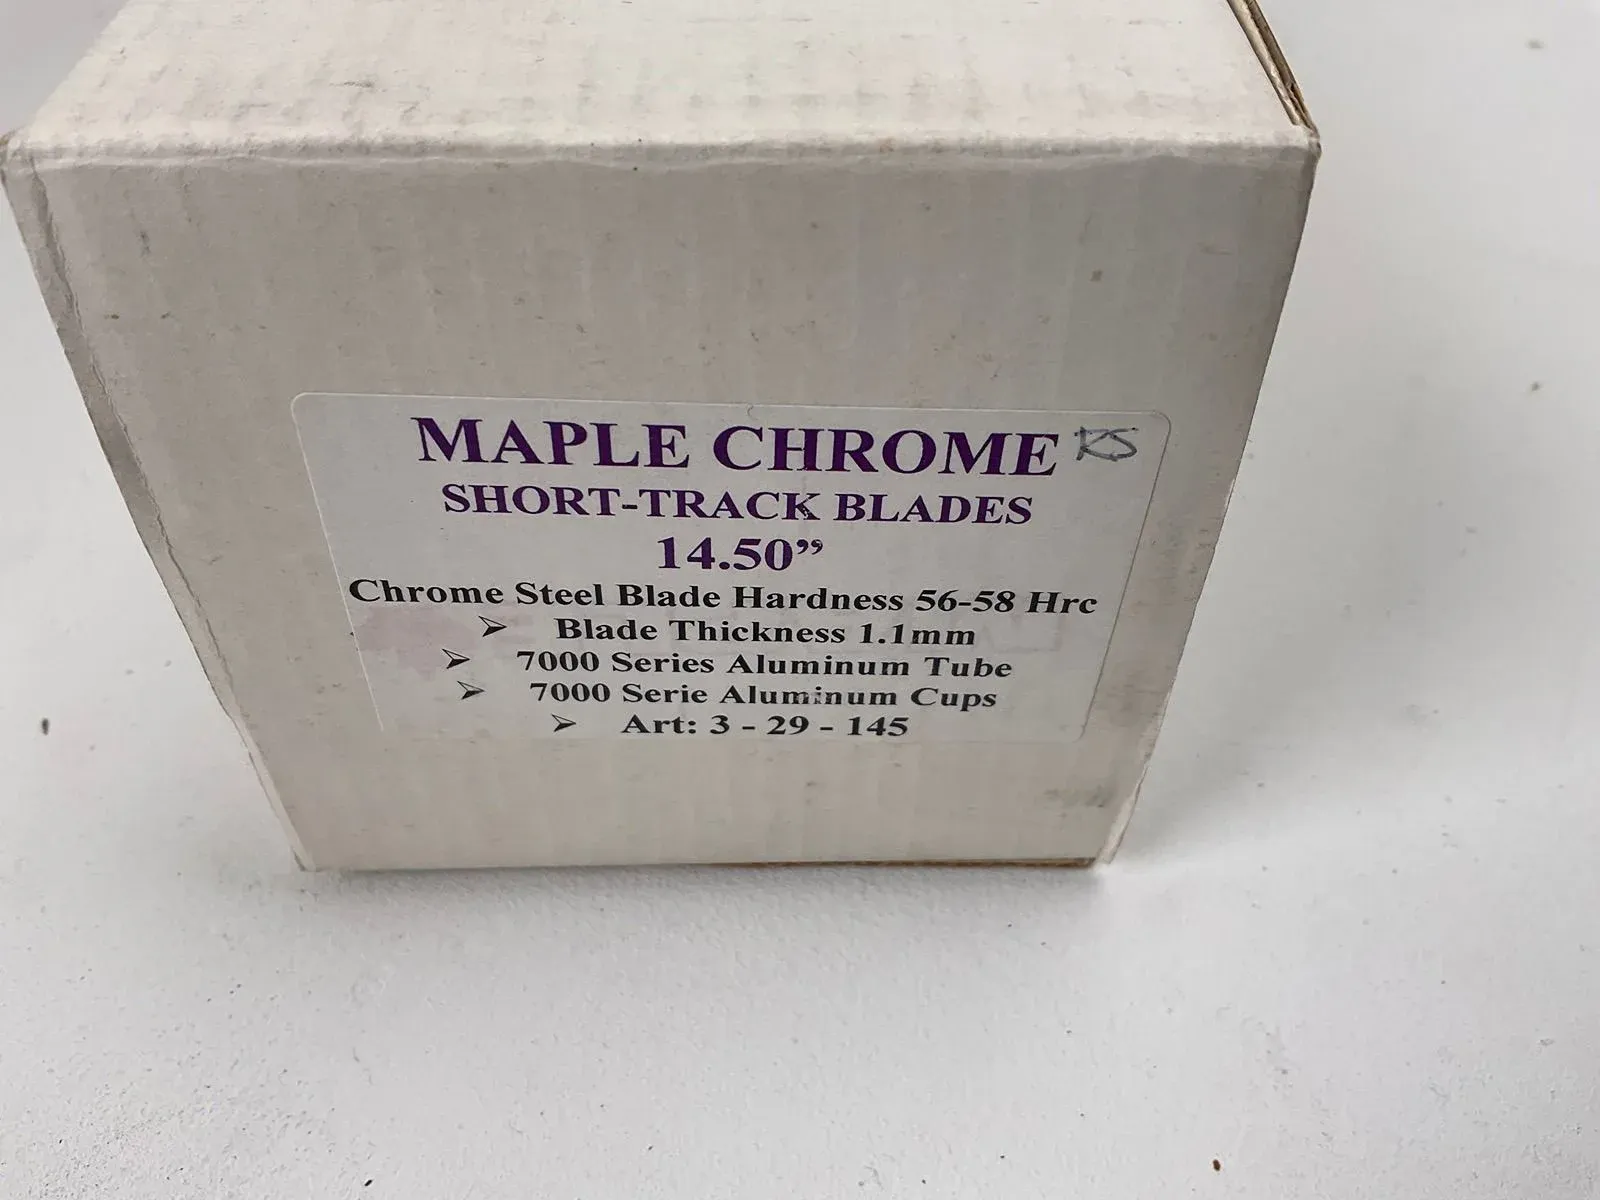 MAPLE CHROME KS
SHORT-TRACK BLADES
14.50”
Chrome Steel Blade Hardness 56-58 Hrc
➢ Blade Thickness 1.1mm
➢ 7000 Series Aluminum Tube
➢ 7000 Serie Aluminum Cups
➢ Art: 3 - 29 - 145